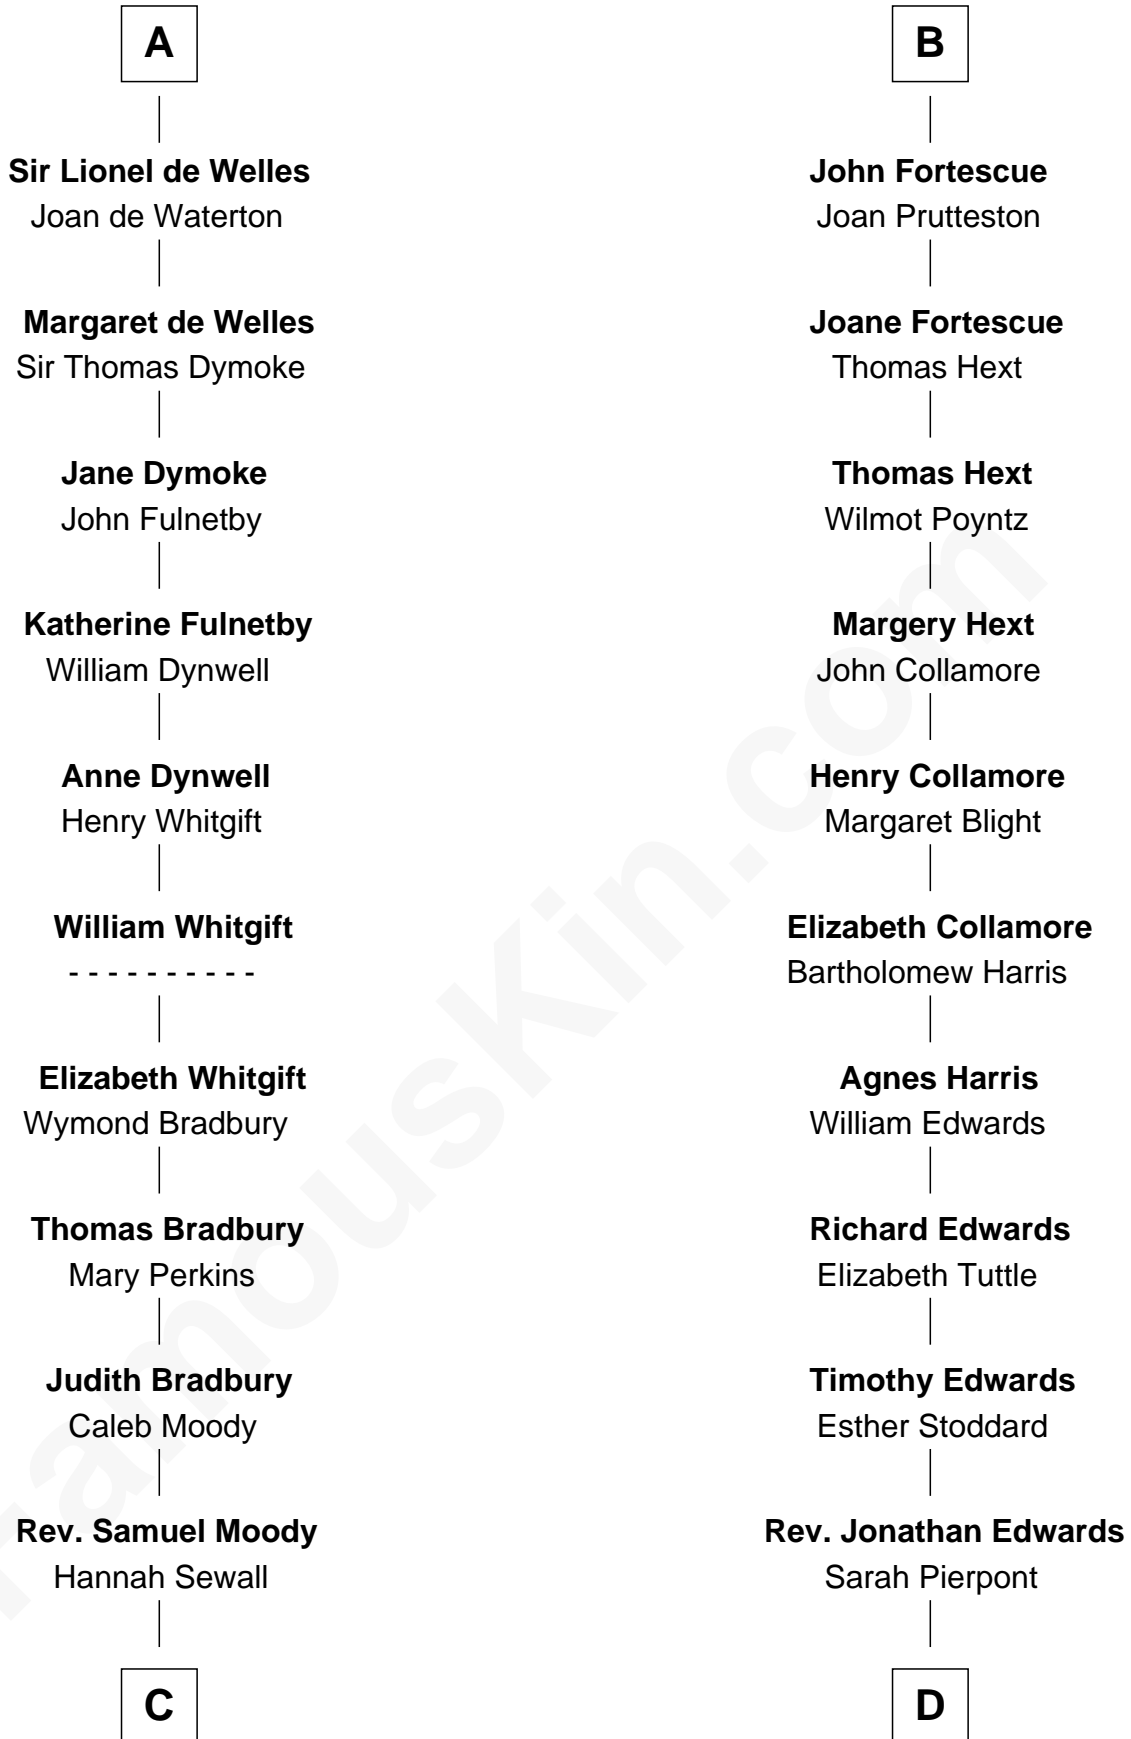 A
Sir Lionel de Welles
Joan de Waterton
Margaret de Welles
Sir Thomas Dymoke
Jane Dymoke
John Fulnetby
Katherine Fulnetby
William Dynwell
Anne Dynwell
Henry Whitgift
William Whitgift
- - - - - - - - - -
Elizabeth Whitgift
Wymond Bradbury
Thomas Bradbury
Mary Perkins
Judith Bradbury
Caleb Moody
Rev. Samuel Moody
Hannah Sewall
C
B
John Fortescue
Joan Prutteston
Joane Fortescue
Thomas Hext
Thomas Hext
Wilmot Poyntz
Margery Hext
John Collamore
Henry Collamore
Margaret Blight
Elizabeth Collamore
Bartholomew Harris
Agnes Harris
William Edwards
Richard Edwards
Elizabeth Tuttle
Timothy Edwards
Esther Stoddard
Rev. Jonathan Edwards
Sarah Pierpont
D
FamousKin.com